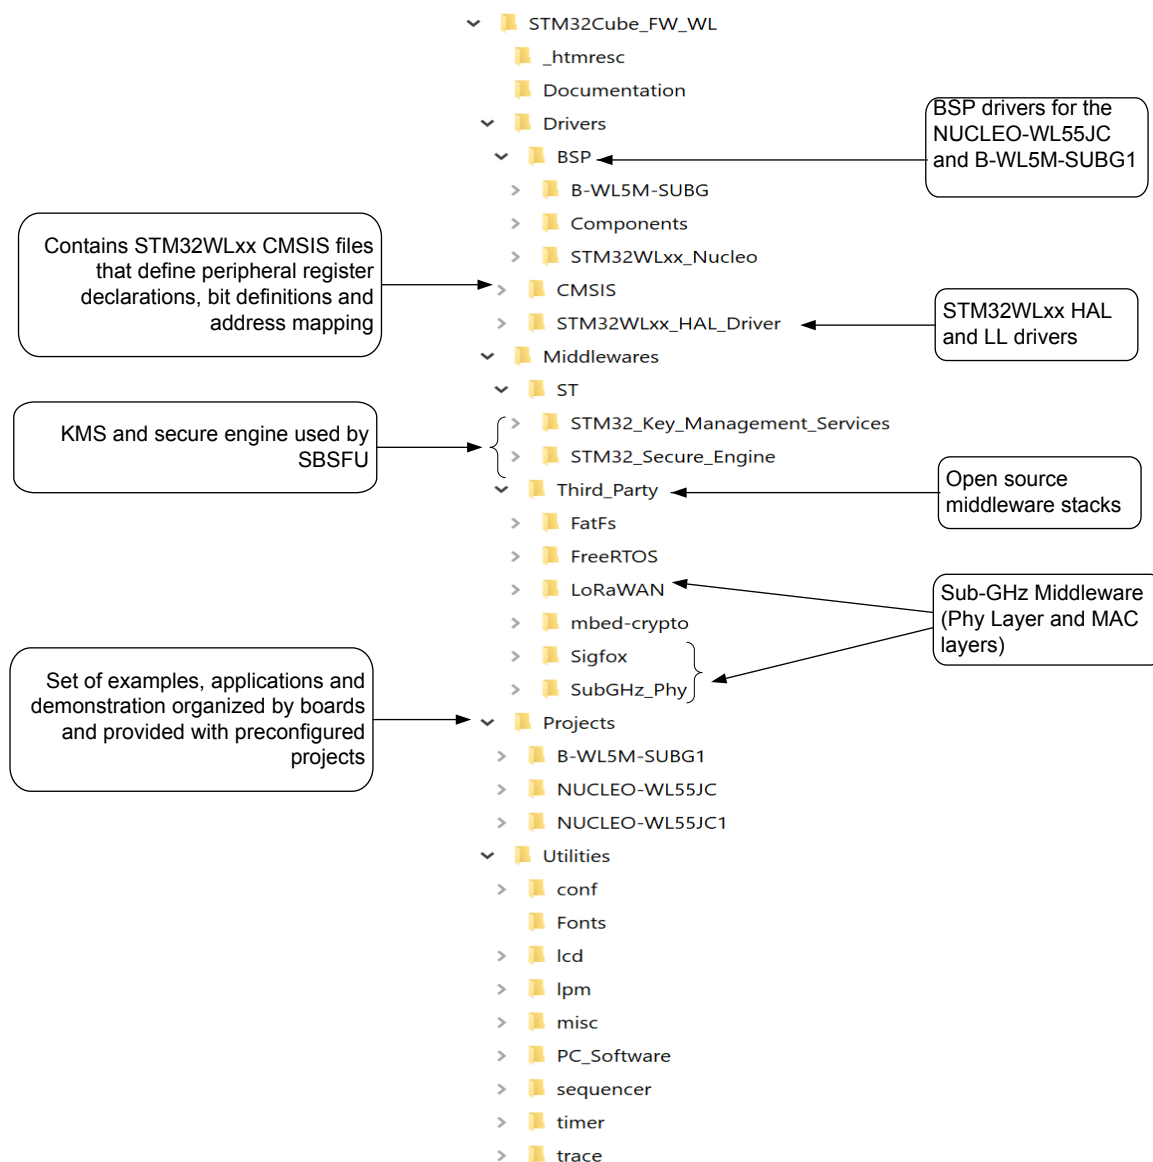 STM32Cube_FW_WL
_htmresc
Documentation
Drivers
BSP
B-WL5M-SUBG
Components
STM32WLxx_Nucleo
CMSIS
STM32WLxx_HAL_Driver
Middlewares
ST
STM32_Key_Management_Services
STM32_Secure_Engine
Third_Party
FatFs
FreeRTOS
LoRaWAN
mbed-crypto
Sigfox
SubGHz_Phy
Projects
B-WL5M-SUBG1
NUCLEO-WL55JC
NUCLEO-WL55JC1
Utilities
conf
Fonts
lcd
lpm
misc
PC_Software
sequencer
timer
trace
Contains STM32WLxx CMSIS files
that define peripheral register
declarations, bit definitions and
address mapping
KMS and secure engine used by
SBSFU
Set of examples, applications and
demonstration organized by boards
and provided with preconfigured
projects
BSP drivers for the
NUCLEO-WL55JC
and B-WL5M-SUBG1
STM32WLxx HAL
and LL drivers
Open source
middleware stacks
Sub-GHz Middleware
(Phy Layer and MAC
layers)